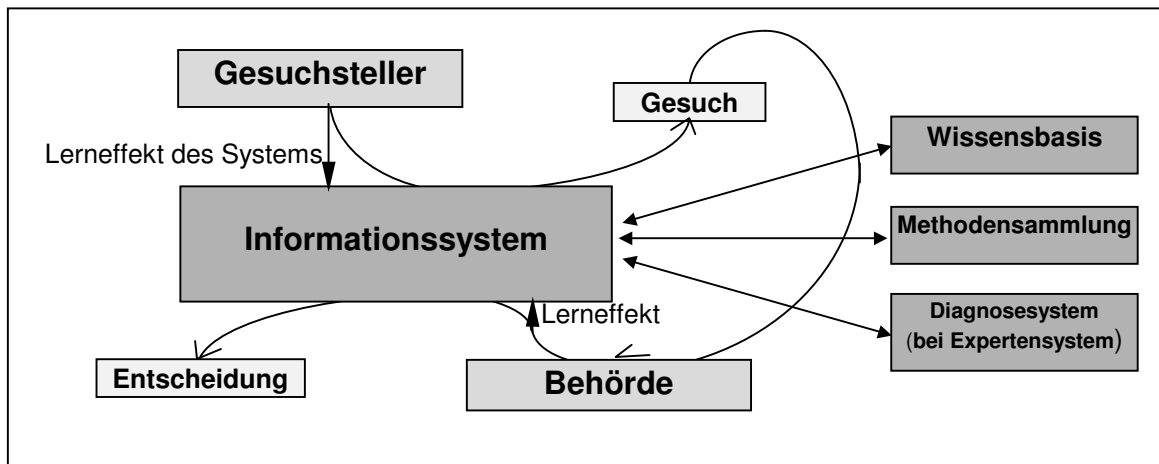 Gesuchsteller
Gesuch
Wissensbasis
Lerneffekt des Systems
Informationssystem
Methodensammlung
Lerneffekt
Diagnosesystem
(bei Expertensystem)
Entscheidung
Behörde